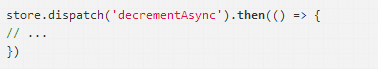 store.dispatch('decrementAsync').then(() => {
// ...
})